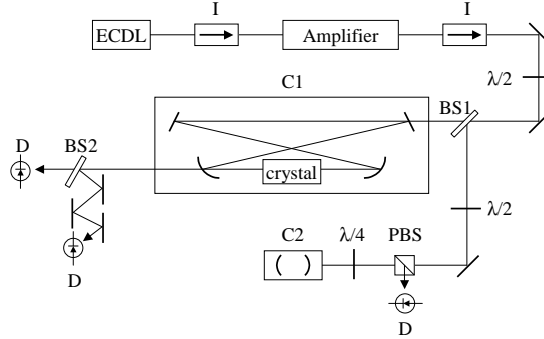 I
I
ECDL
Amplifier
λ/2
C1
BS1
D
BS2
crystal
λ/2
D
C2
λ/4
PBS
D